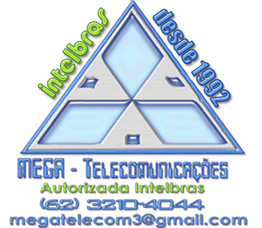 intelbras
desde 1992
MEGA - Telecomunicações
Autorizada Intelbras
(62) 3210-4044
megatelecom3@gmail.com